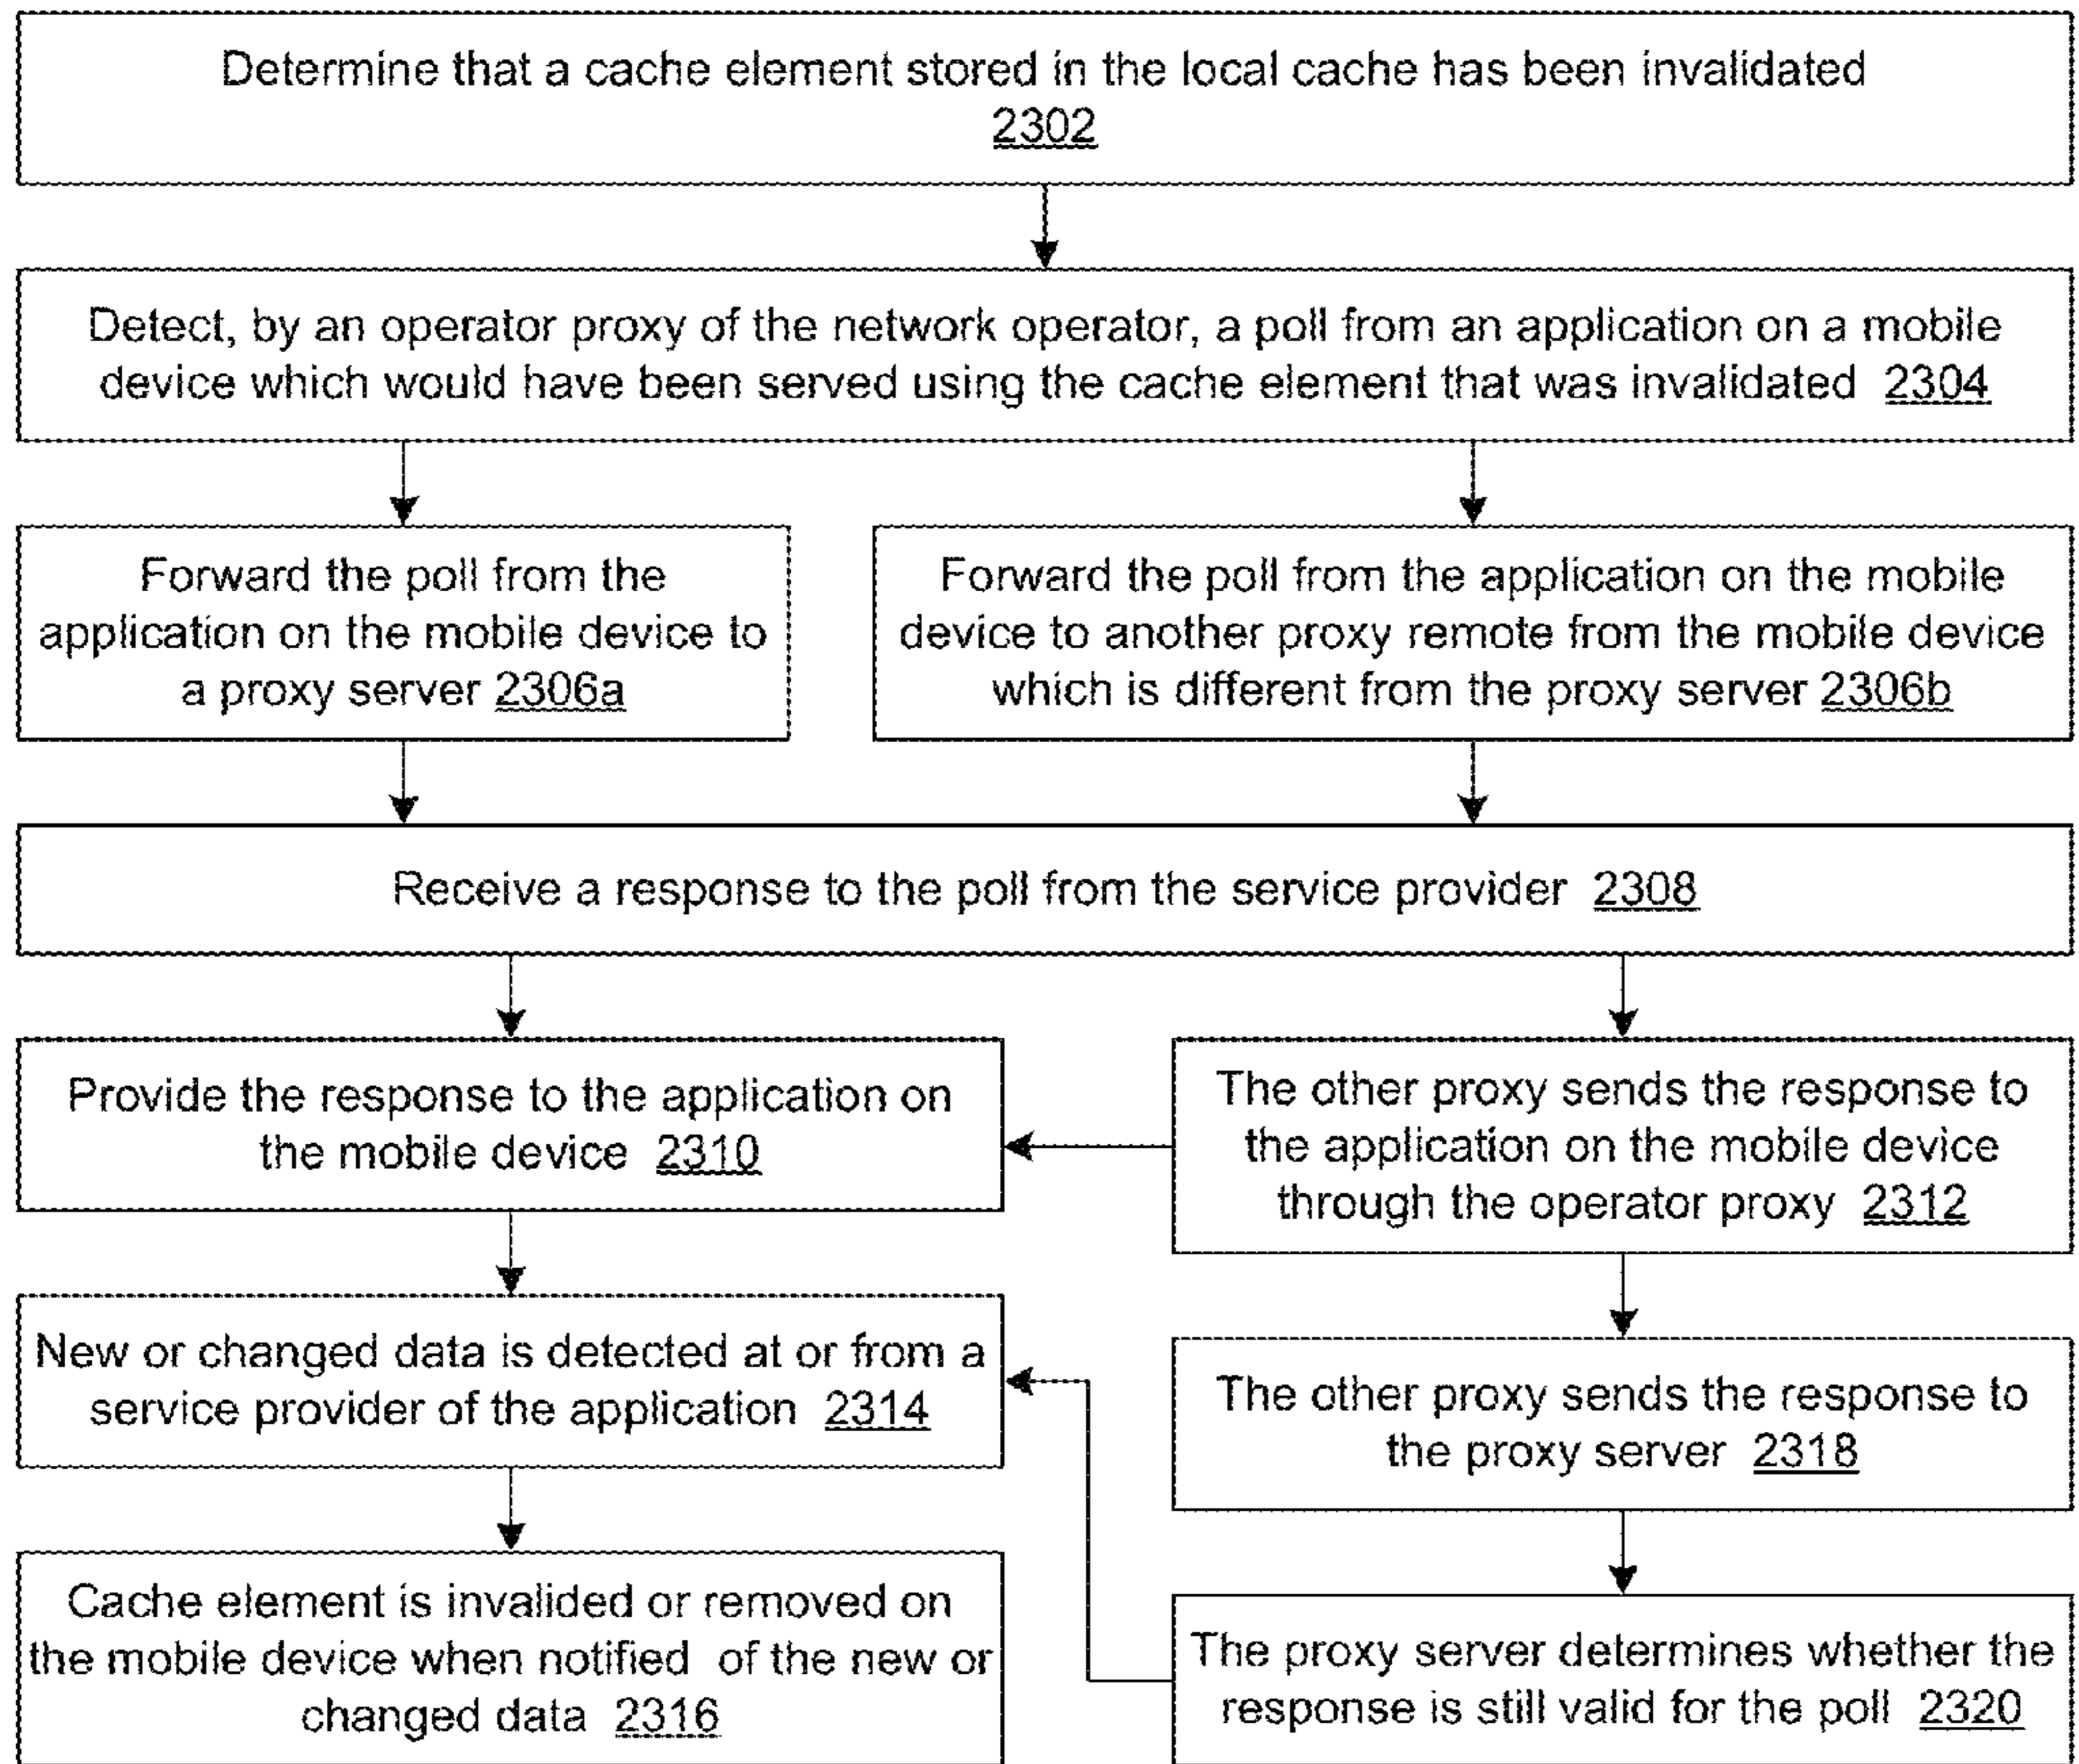 Determine that a cache element stored in the local cache has been invalidated
2302
Detect, by an operator proxy of the network operator, a poll from an application on a mobile
device which would have been served using the cache element that was invalidated 2304
Forward the poll from the
application on the mobile device to
a proxy server 2306a
Forward the poll from the application on the mobile
device to another proxy remote from the mobile device
which is different from the proxy server 2306b
Receive a response to the poll from the service provider 2308
Provide the response to the application on
the mobile device 2310
The other proxy sends the response to
the application on the mobile device
through the operator proxy 2312
New or changed data is detected at or from a
service provider of the application 2314
The other proxy sends the response to
the proxy server 2318
Cache element is invalided or removed on
the mobile device when notified of the new or
changed data 2316
The proxy server determines whether the
response is still valid for the poll 2320